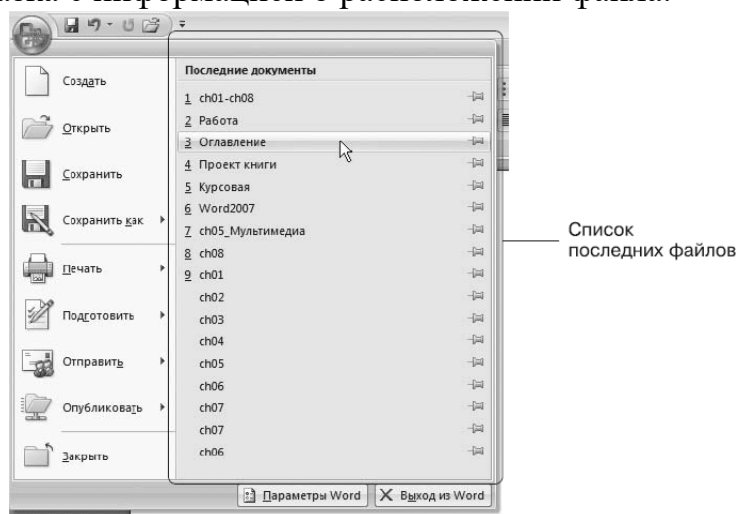 Последние документы
Создать
Открыть
Сохранить
Сохранить как
Печать
Подготовить
Отправить
Опубликовать
Закрыть
1 ch01-ch08
2 Работа
3 Оглавление
4 Проект книги
5 Курсовая
6 Word2007
7 ch05_Мультимедиа
8 ch08
9 ch01
ch02
ch03
ch04
ch05
ch06
ch07
ch07
ch06
Параметры Word
Выход из Word
Список
последних файлов